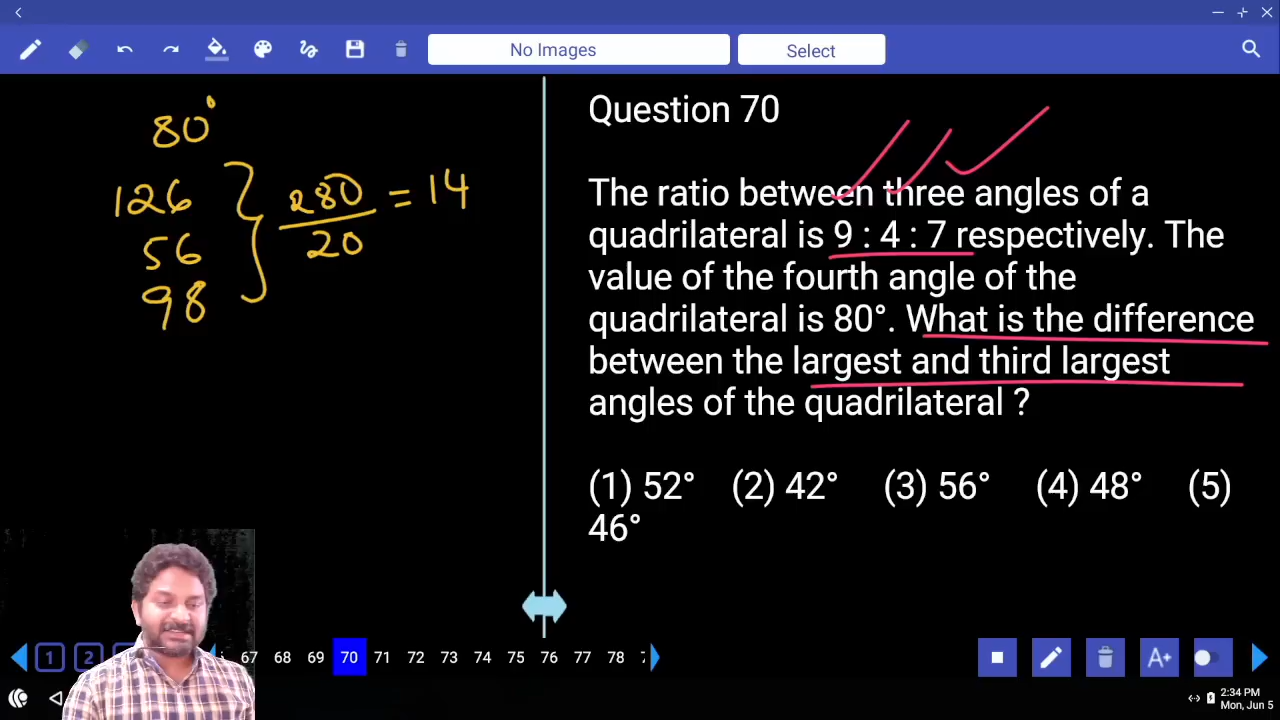 No Images
Select
80°
126
56
98
280
20
= 14
Question 70
The ratio between three angles of a
quadrilateral is 9 : 4 : 7 respectively. The
value of the fourth angle of the
quadrilateral is 80°. What is the difference
between the largest and third largest
angles of the quadrilateral ?
(1) 52° (2) 42° (3) 56° (4) 48° (5)
46°
1 2 67 68 69 70 71 72 73 74 75 76 77 78
A+
2:34 PM
Mon, Jun 5